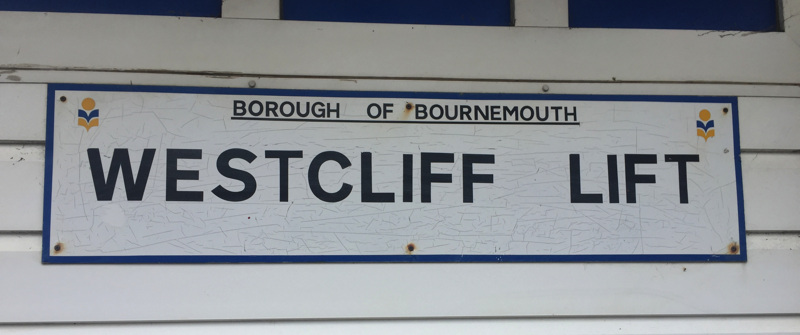 BOROUGH OF BOURNEMOUTH
WESTCLIFF LIFT